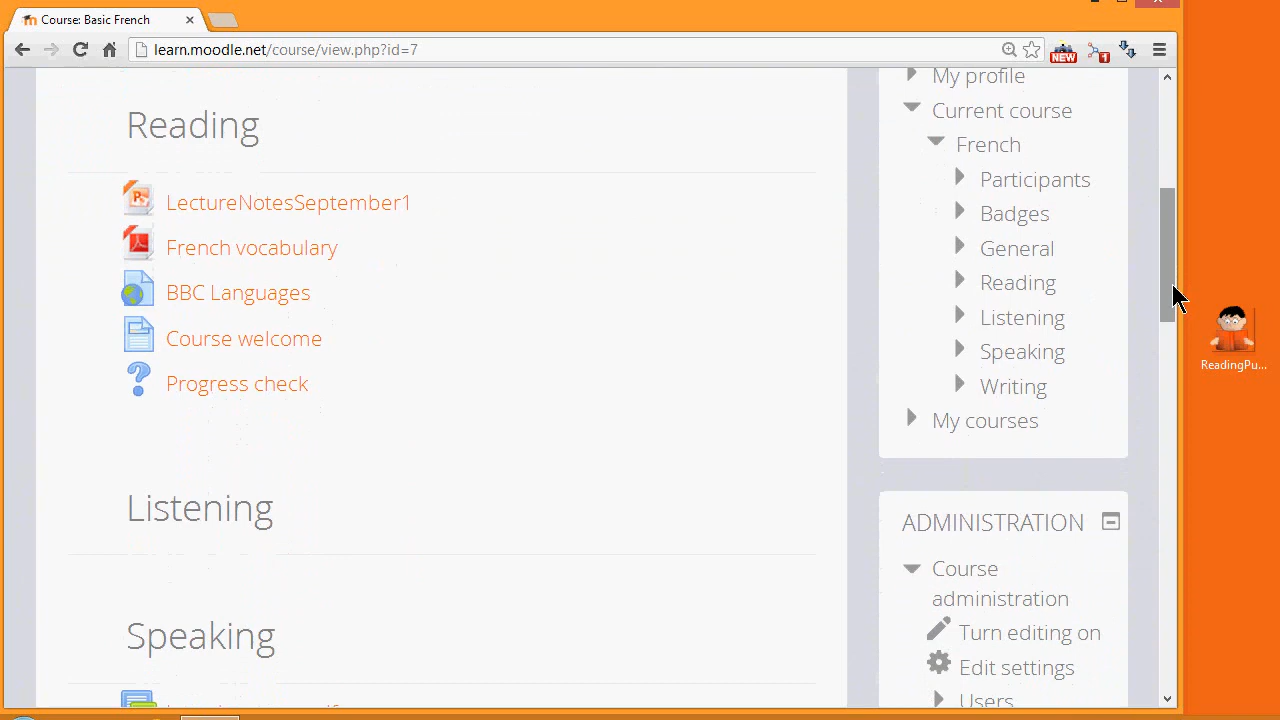 Course: Basic French
learn.moodle.net/course/view.php?id=7
NEW
1
Reading
LectureNotesSeptember1
French vocabulary
BBC Languages
Course welcome
Progress check
Listening
Speaking
My profile
Current course
French
Participants
Badges
General
Reading
Listening
Speaking
Writing
My courses
ADMINISTRATION
Course
administration
Turn editing on
Edit settings
Users
ReadingPu...